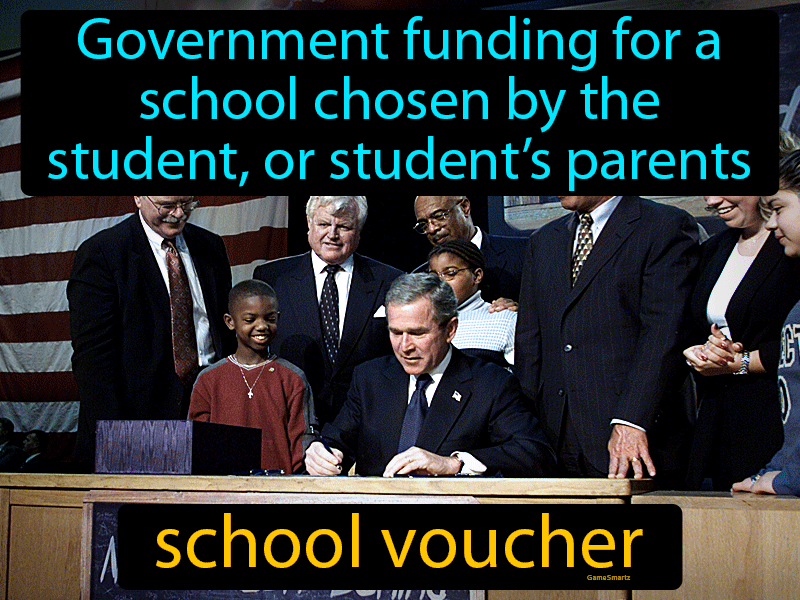 Government funding for a
school chosen by the
student, or student's parents
school voucher
GameSmartz